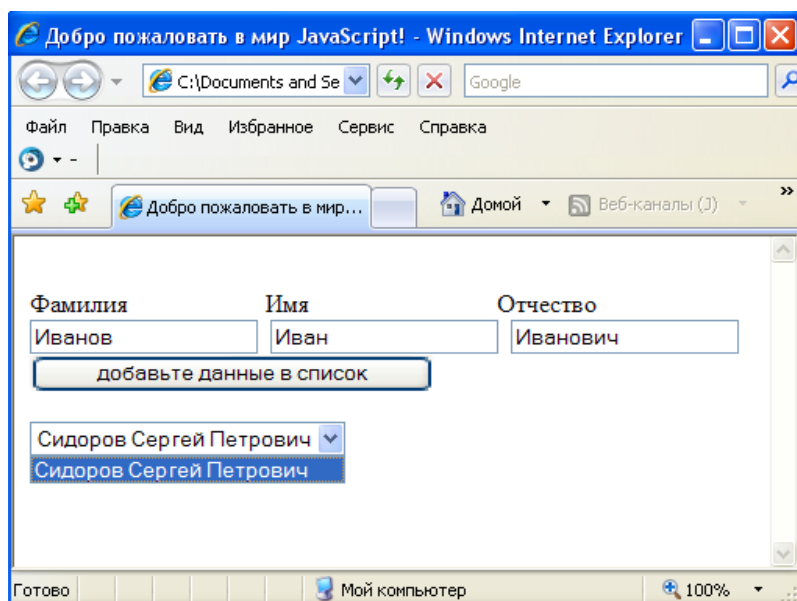 Добро пожаловать в мир JavaScript! - Windows Internet Explorer
C:\Documents and Se Google
Файл Правка Вид Избранное Сервис Справка
Добро пожаловать в мир... Домой Веб-каналы (J) »
Фамилия Имя Отчество
Иванов Иван Иванович
добавьте данные в список
Сидоров Сергей Петрович
Сидоров Сергей Петрович
Готово Мой компьютер 100%